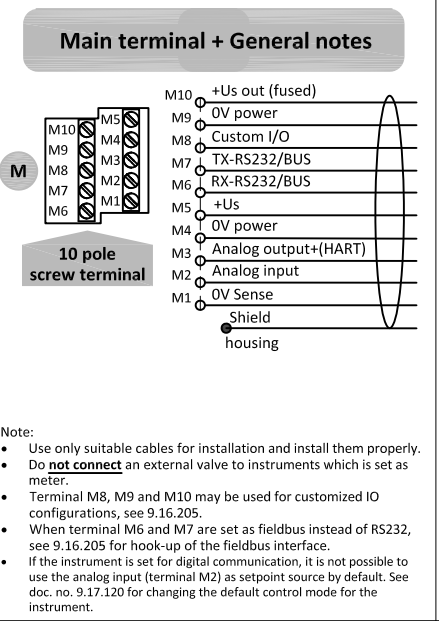 Main terminal + General notes
M10 +Us out (fused)
M9 0V power
M8 Custom I/O
M7 TX-RS232/BUS
M6 RX-RS232/BUS
M5 +Us
M4 0V power
M3 Analog output+(HART)
M2 Analog input
M1 0V Sense
Shield
housing
M
M10
M9
M8
M7
M6
M5
M4
M3
M2
M1
10 pole
screw terminal
Note:
• Use only suitable cables for installation and install them properly.
• Do not connect an external valve to instruments which is set as
meter.
• Terminal M8, M9 and M10 may be used for customized IO
configurations, see 9.16.205.
• When terminal M6 and M7 are set as fieldbus instead of RS232,
see 9.16.205 for hook-up of the fieldbus interface.
• If the instrument is set for digital communication, it is not possible to
use the analog input (terminal M2) as setpoint source by default. See
doc. no. 9.17.120 for changing the default control mode for the
instrument.